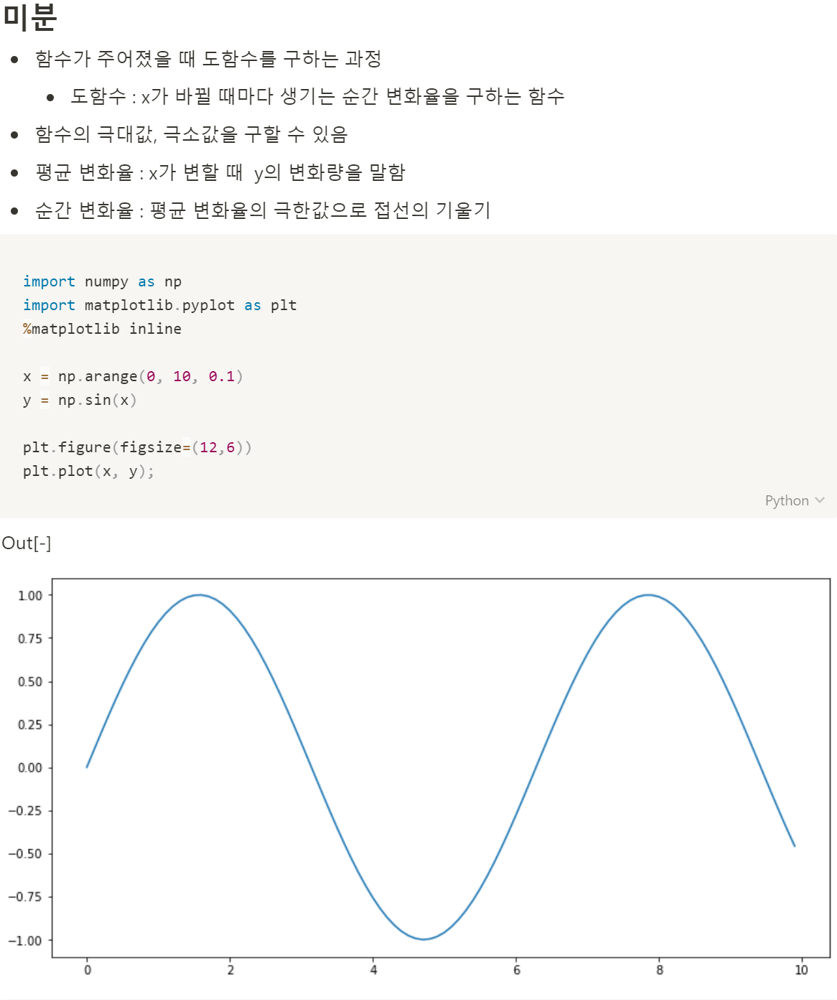 미분
함수가 주어졌을 때 도함수를 구하는 과정
도함수 : x가 바뀔 때마다 생기는 순간 변화율을 구하는 함수
함수의 극대값, 극소값을 구할 수 있음
평균 변화율 : x가 변할 때  y의 변화량을 말함
순간 변화율 : 평균 변화율의 극한값으로 접선의 기울기
import numpy as np
import matplotlib.pyplot as plt
%matplotlib inline
x = np.arange(0, 10, 0.1)
y = np.sin(x)
plt.figure(figsize=(12,6))
plt.plot(x, y);
Python
Out[-]
1.00
0.75
0.50
0.25
0.00
−0.25
−0.50
−0.75
−1.00
0 2 4 6 8 10